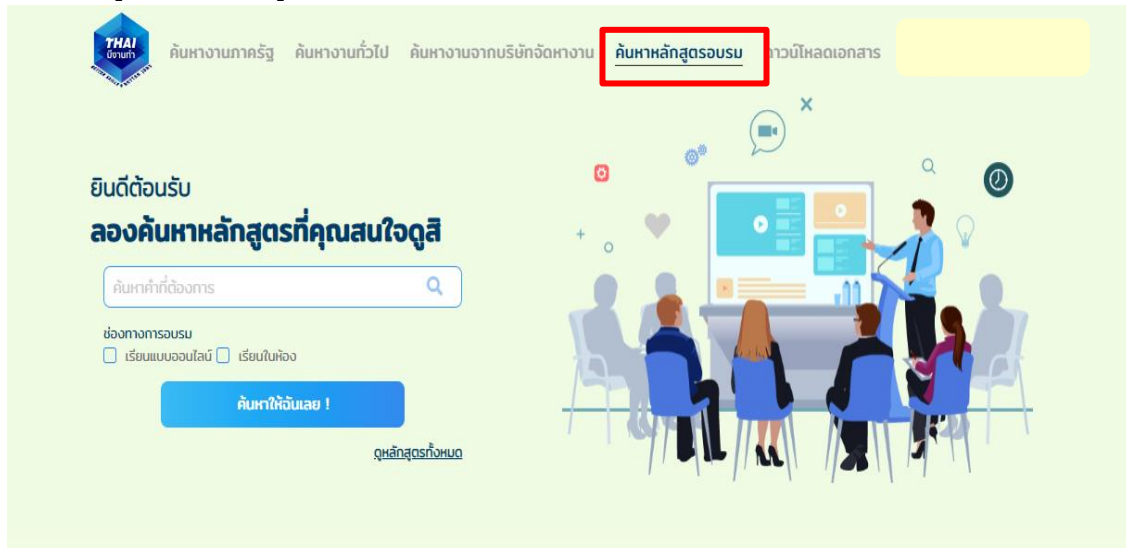 THAI
มีงานทำ
ค้นหางานภาครัฐ ค้นหางานทั่วไป ค้นหางานจากบริษัทจัดหางาน ค้นหาหลักสูตรอบรม าวน์โหลดเอกสาร
ยินดีต้อนรับ
ลองค้นหาหลักสูตรที่คุณสนใจดูสิ
ค้นหาคำที่ต้องการ
ช่องทางการอบรม
เรียนแบบออนไลน์ เรียนในห้อง
ค้นหาให้ฉันเลย !
ดูหลักสูตรทั้งหมด